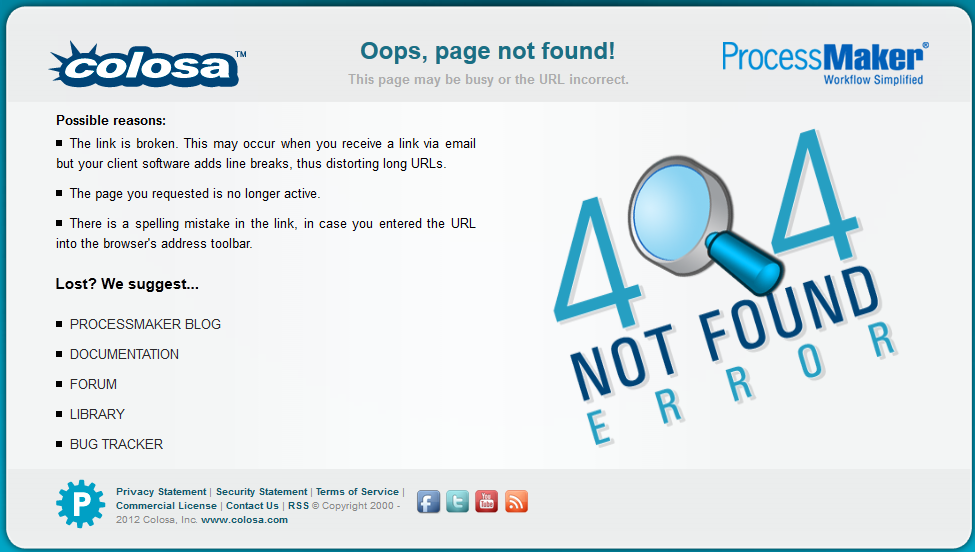 colosa™
Oops, page not found!
This page may be busy or the URL incorrect.
ProcessMaker®
Workflow Simplified
Possible reasons:
The link is broken. This may occur when you receive a link via email
but your client software adds line breaks, thus distorting long URLs.
The page you requested is no longer active.
There is a spelling mistake in the link, in case you entered the URL
into the browser's address toolbar.
Lost? We suggest...
PROCESSMAKER BLOG
DOCUMENTATION
FORUM
LIBRARY
BUG TRACKER
404
NOT FOUND
ERROR
P
Privacy Statement | Security Statement | Terms of Service |
Commercial License | Contact Us | RSS © Copyright 2000 -
2012 Colosa, Inc. www.colosa.com
f
t
You
Tube